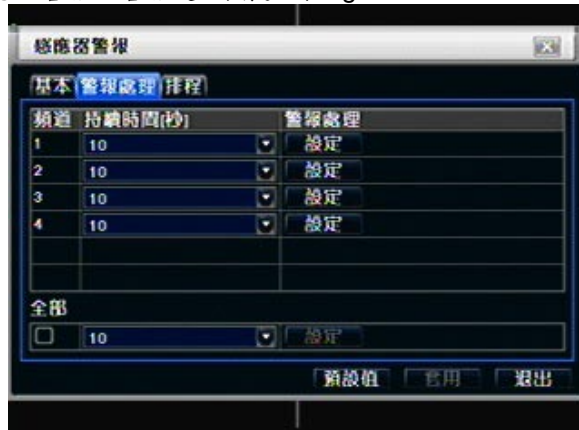 感應器警報
基本 警報處理 排程
頻道 持續時間[秒] 警報處理
1 10 設定
2 10 設定
3 10 設定
4 10 設定
全部
10 設定
預設值 套用 退出